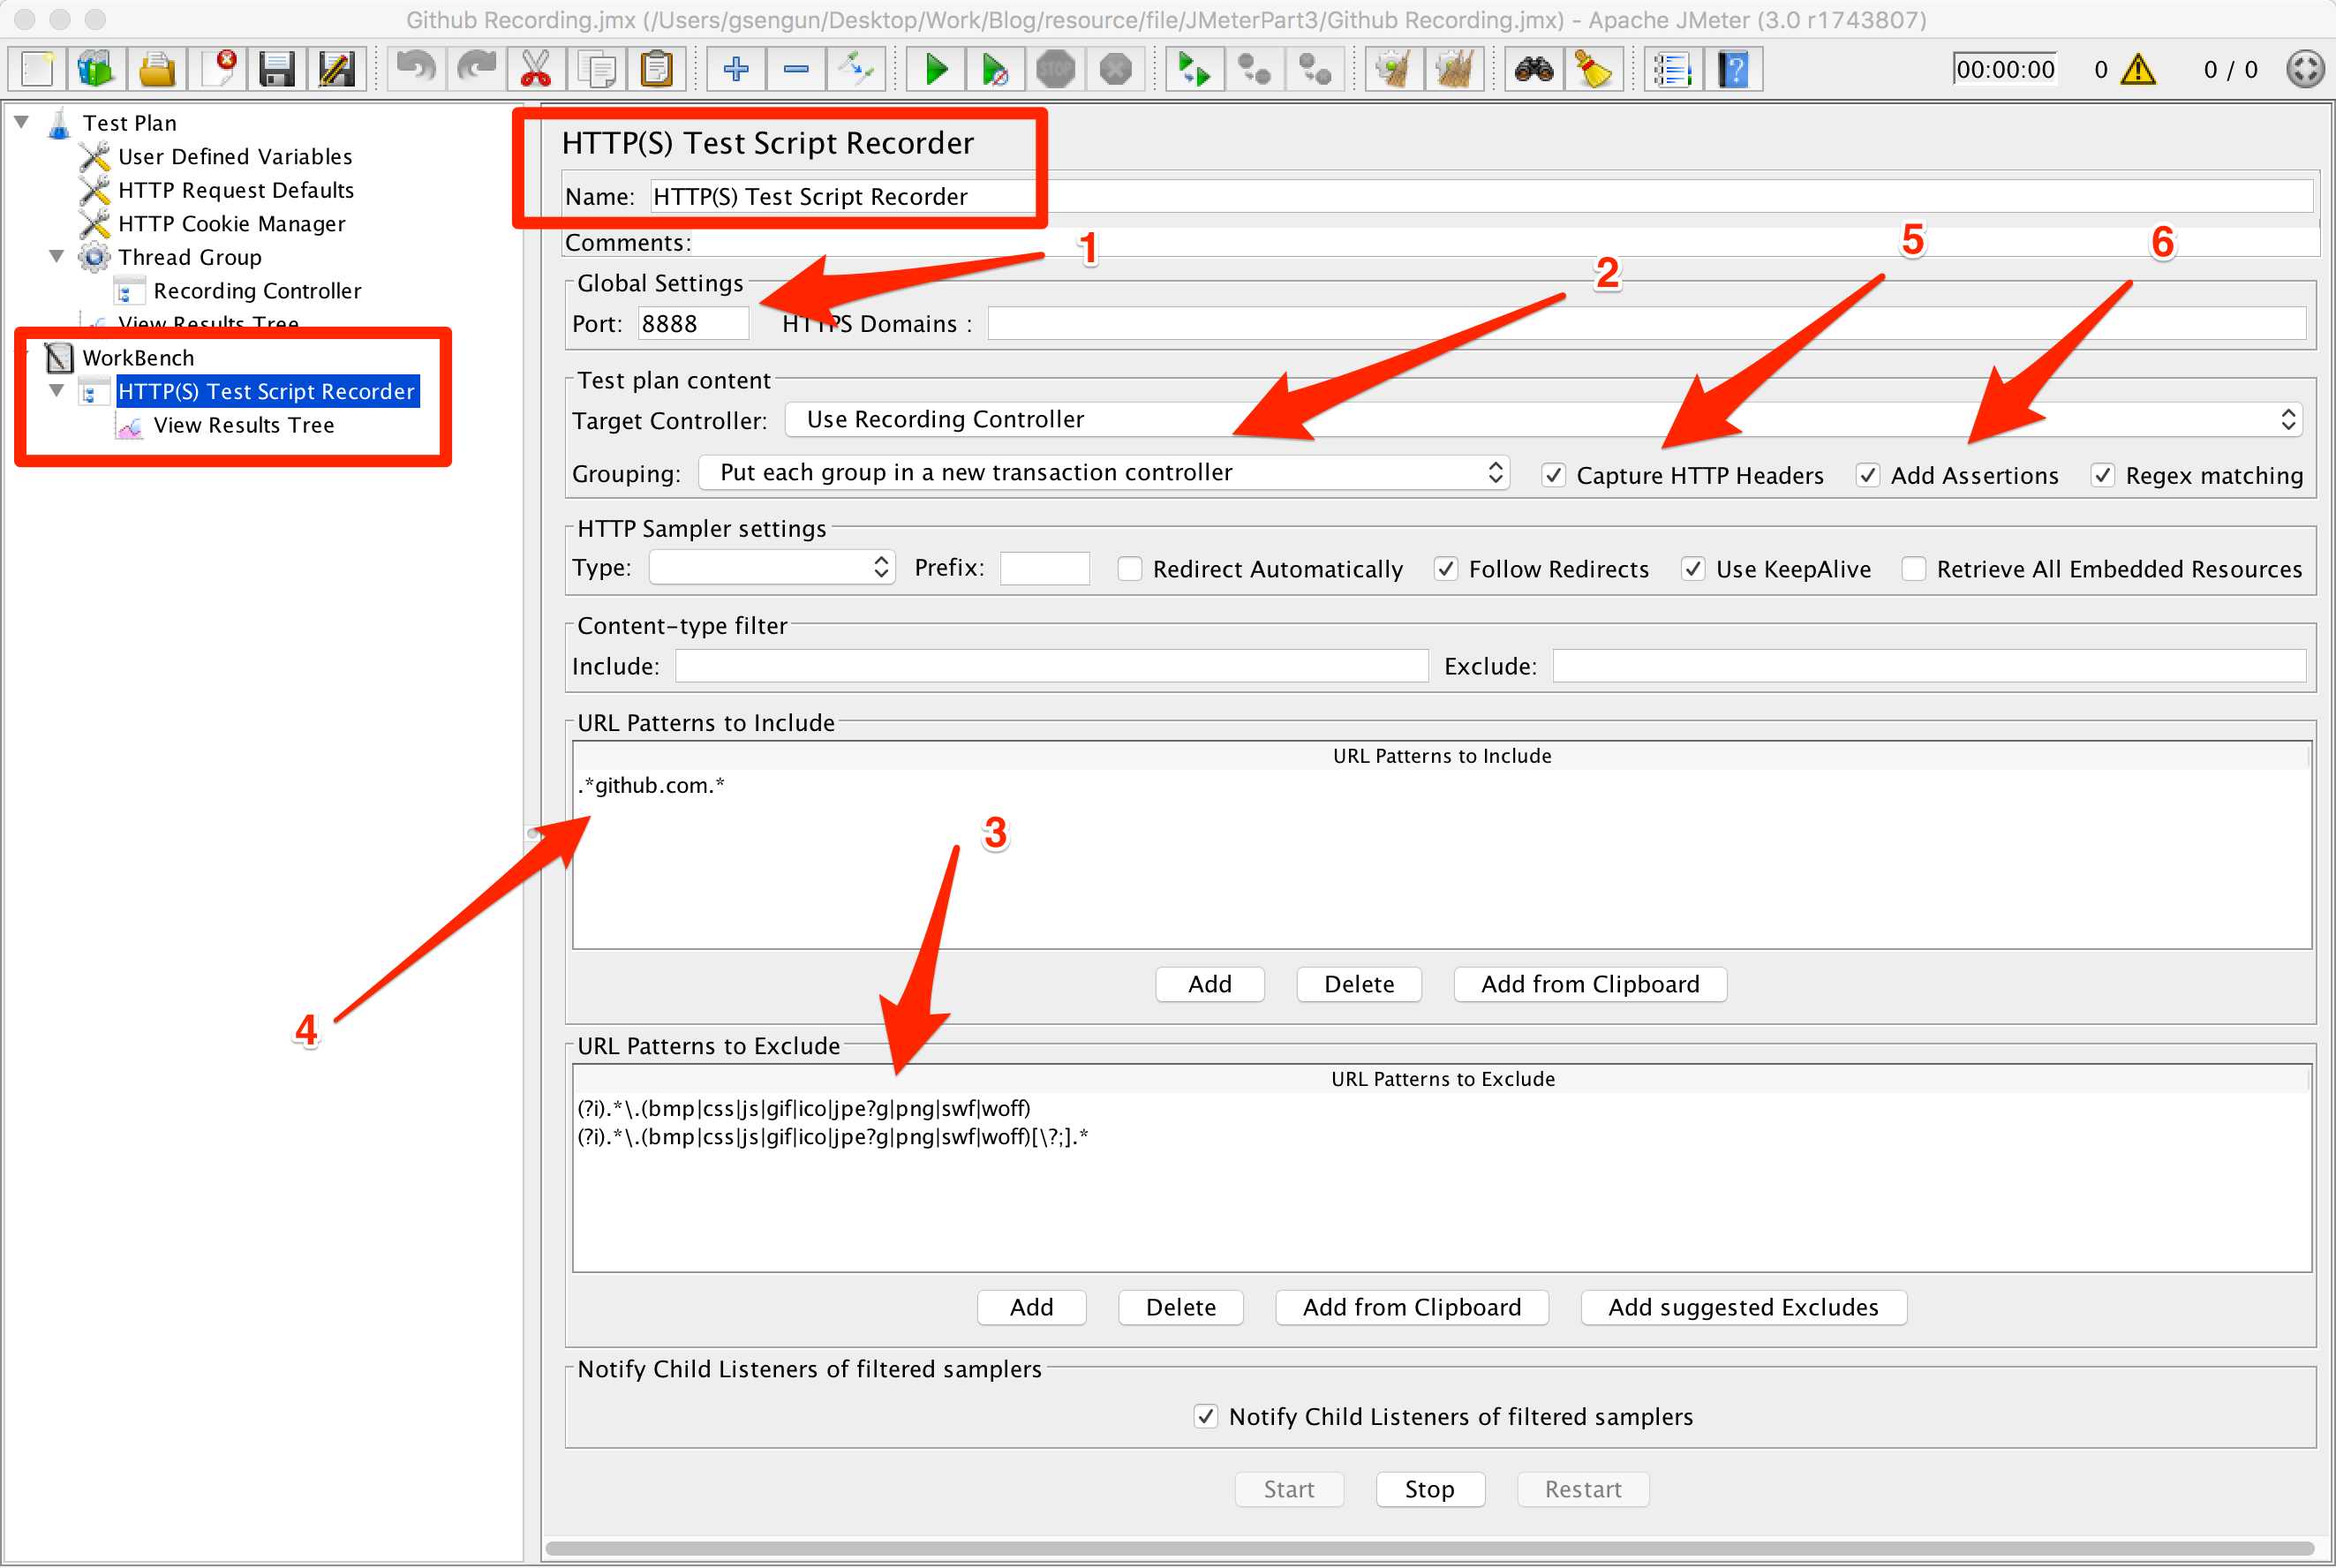 Github Recording.jmx (/Users/gsengun/Desktop/Work/Blog/resource/file/JMeterPart3/Github Recording.jmx) - Apache JMeter (3.0 r1743807)
STOP
00:00:00 0 0 / 0
Test Plan
User Defined Variables
HTTP Request Defaults
HTTP Cookie Manager
Thread Group
Recording Controller
View Results Tree
WorkBench
HTTP(S) Test Script Recorder
View Results Tree
HTTP(S) Test Script Recorder
Name: HTTP(S) Test Script Recorder
Comments:
1
5
6
2
Global Settings
Port: 8888 HTTPS Domains :
Test plan content
Target Controller: Use Recording Controller
Grouping: Put each group in a new transaction controller Capture HTTP Headers Add Assertions Regex matching
HTTP Sampler settings
Type: Prefix: Redirect Automatically Follow Redirects Use KeepAlive Retrieve All Embedded Resources
Content-type filter
Include: Exclude:
URL Patterns to Include
URL Patterns to Include
.*github.com.*
3
4
Add Delete Add from Clipboard
URL Patterns to Exclude
URL Patterns to Exclude
(?i).*\.(bmp|css|js|gif|ico|jpe?g|png|swf|woff)
(?i).*\.(bmp|css|js|gif|ico|jpe?g|png|swf|woff)[\?;].*
Add Delete Add from Clipboard Add suggested Excludes
Notify Child Listeners of filtered samplers
Notify Child Listeners of filtered samplers
Start Stop Restart